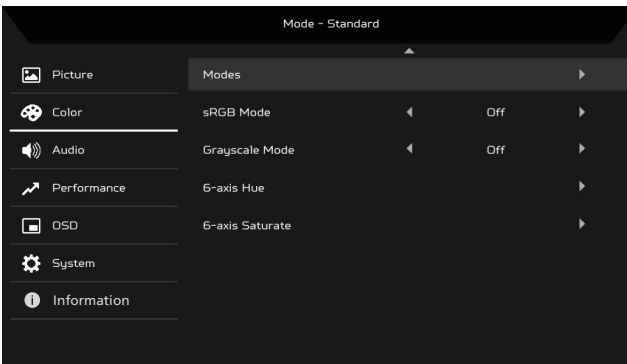 Mode - Standard
Picture
Modes
Color
sRGB Mode
Off
Audio
Grayscale Mode
Off
Performance
6-axis Hue
OSD
6-axis Saturate
System
Information